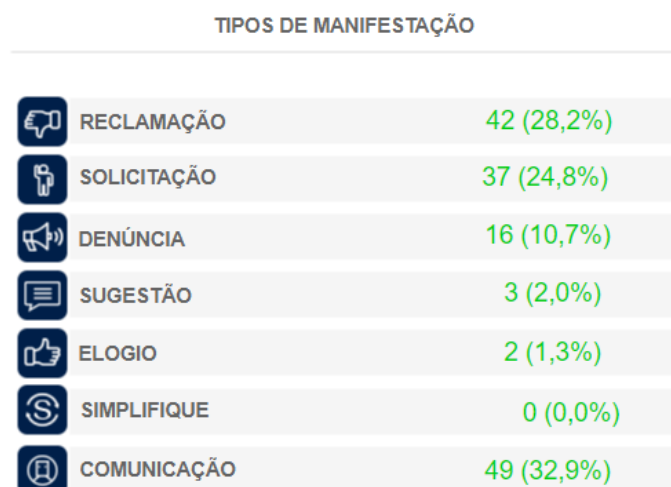 TIPOS DE MANIFESTAÇÃO
RECLAMAÇÃO 42 (28,2%)
SOLICITAÇÃO 37 (24,8%)
DENÚNCIA 16 (10,7%)
SUGESTÃO 3 (2,0%)
ELOGIO 2 (1,3%)
SIMPLIFIQUE 0 (0,0%)
COMUNICAÇÃO 49 (32,9%)